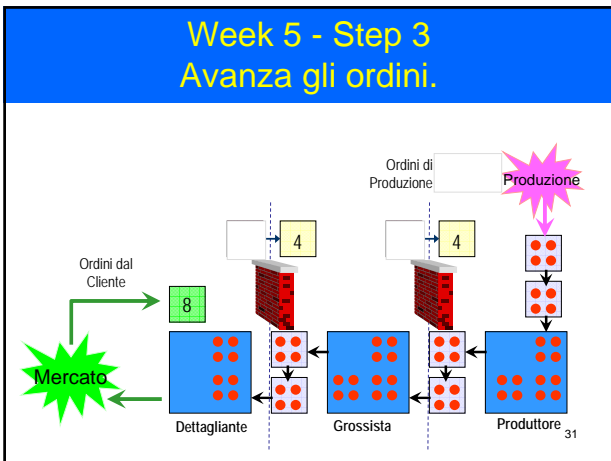 Week 5 - Step 3
Avanza gli ordini.
Ordini di
Produzione
Produzione
4
4
Ordini dal
Cliente
8
Mercato
Dettagliante
Grossista
Produttore
31